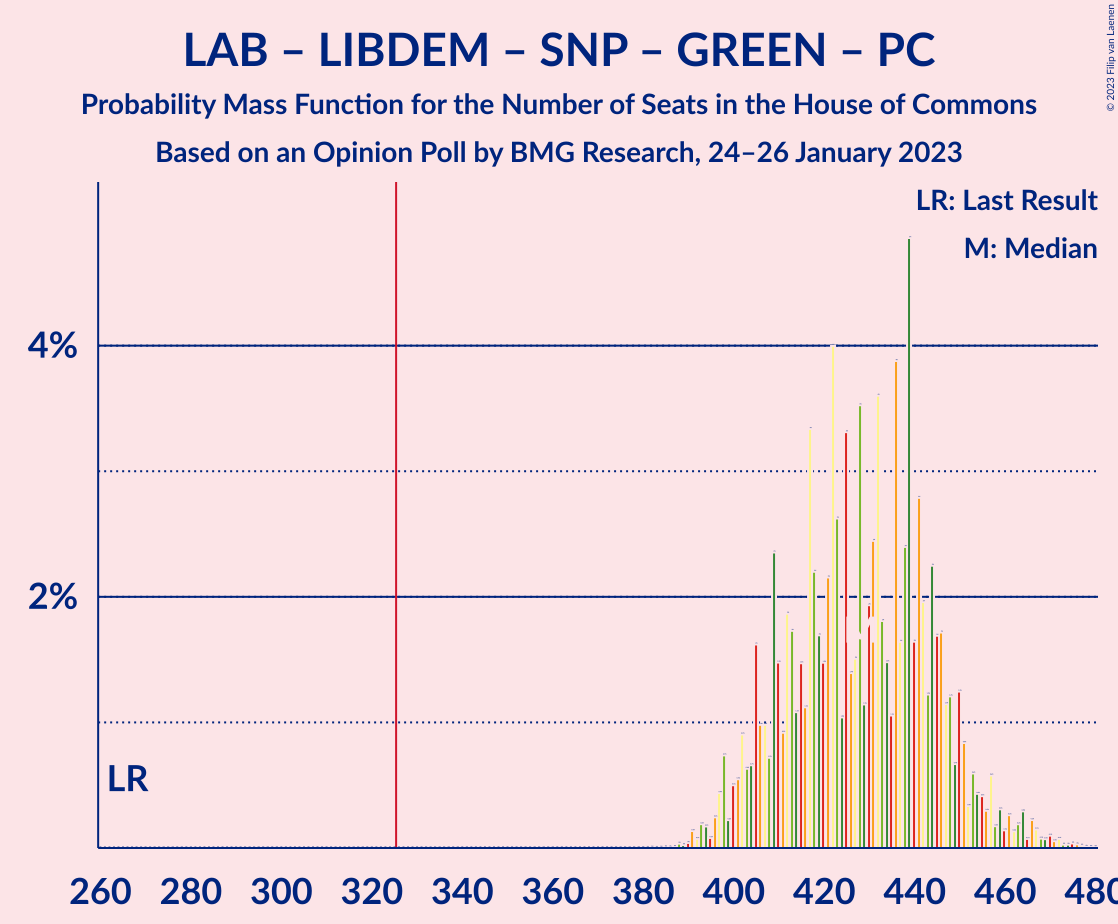 LAB – LIBDEM – SNP – GREEN – PC
Probability Mass Function for the Number of Seats in the House of Commons
Based on an Opinion Poll by BMG Research, 24–26 January 2023
© 2023 Filip van Laenen
LR: Last Result
M: Median
4%
2%
LR
260 280 300 320 340 360 380 400 420 440 460 480